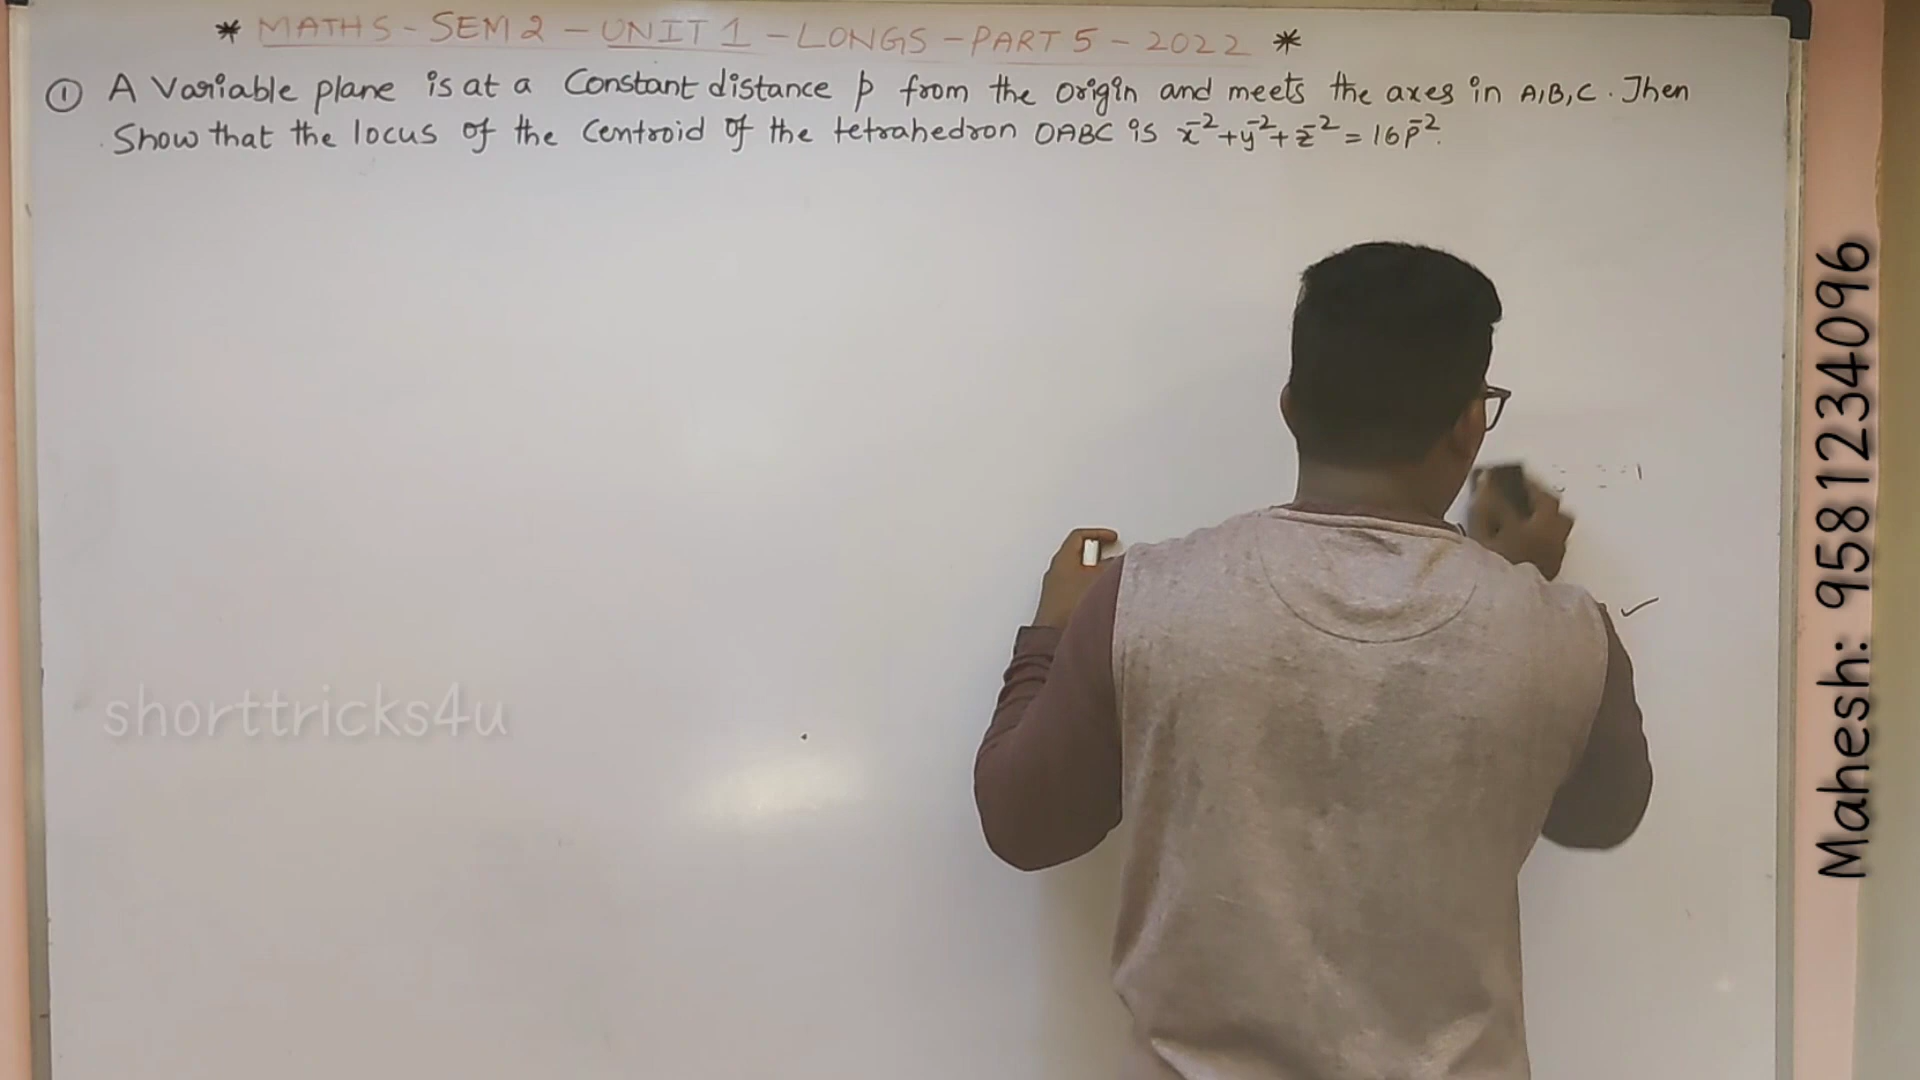 * MATHS - SEM 2 - UNIT 1 - LONGS - PART 5 - 2022 *
① A Variable plane is at a Constant distance p from the origin and meets the axes in A,B,C. Then
Show that the locus of the Centroid of the tetrahedron OABC is x⁻²+y⁻²+z⁻² = 16p⁻².
shorttricks4u
Mahesh: 9581234096